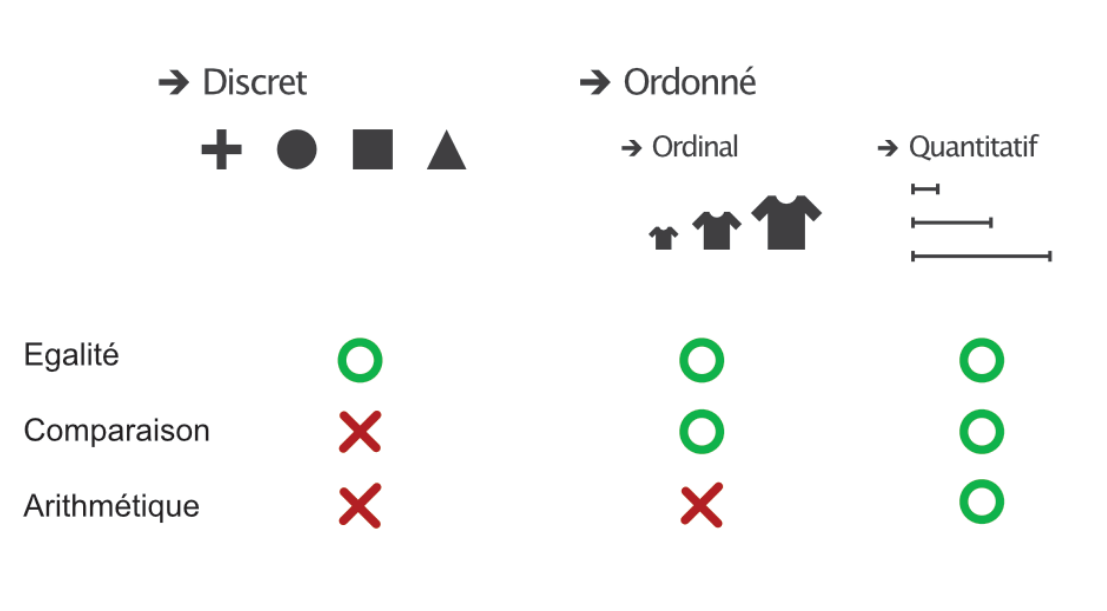 ➔ Discret
➔ Ordonné
➔ Ordinal
➔ Quantitatif
Egalité
Comparaison
Arithmétique